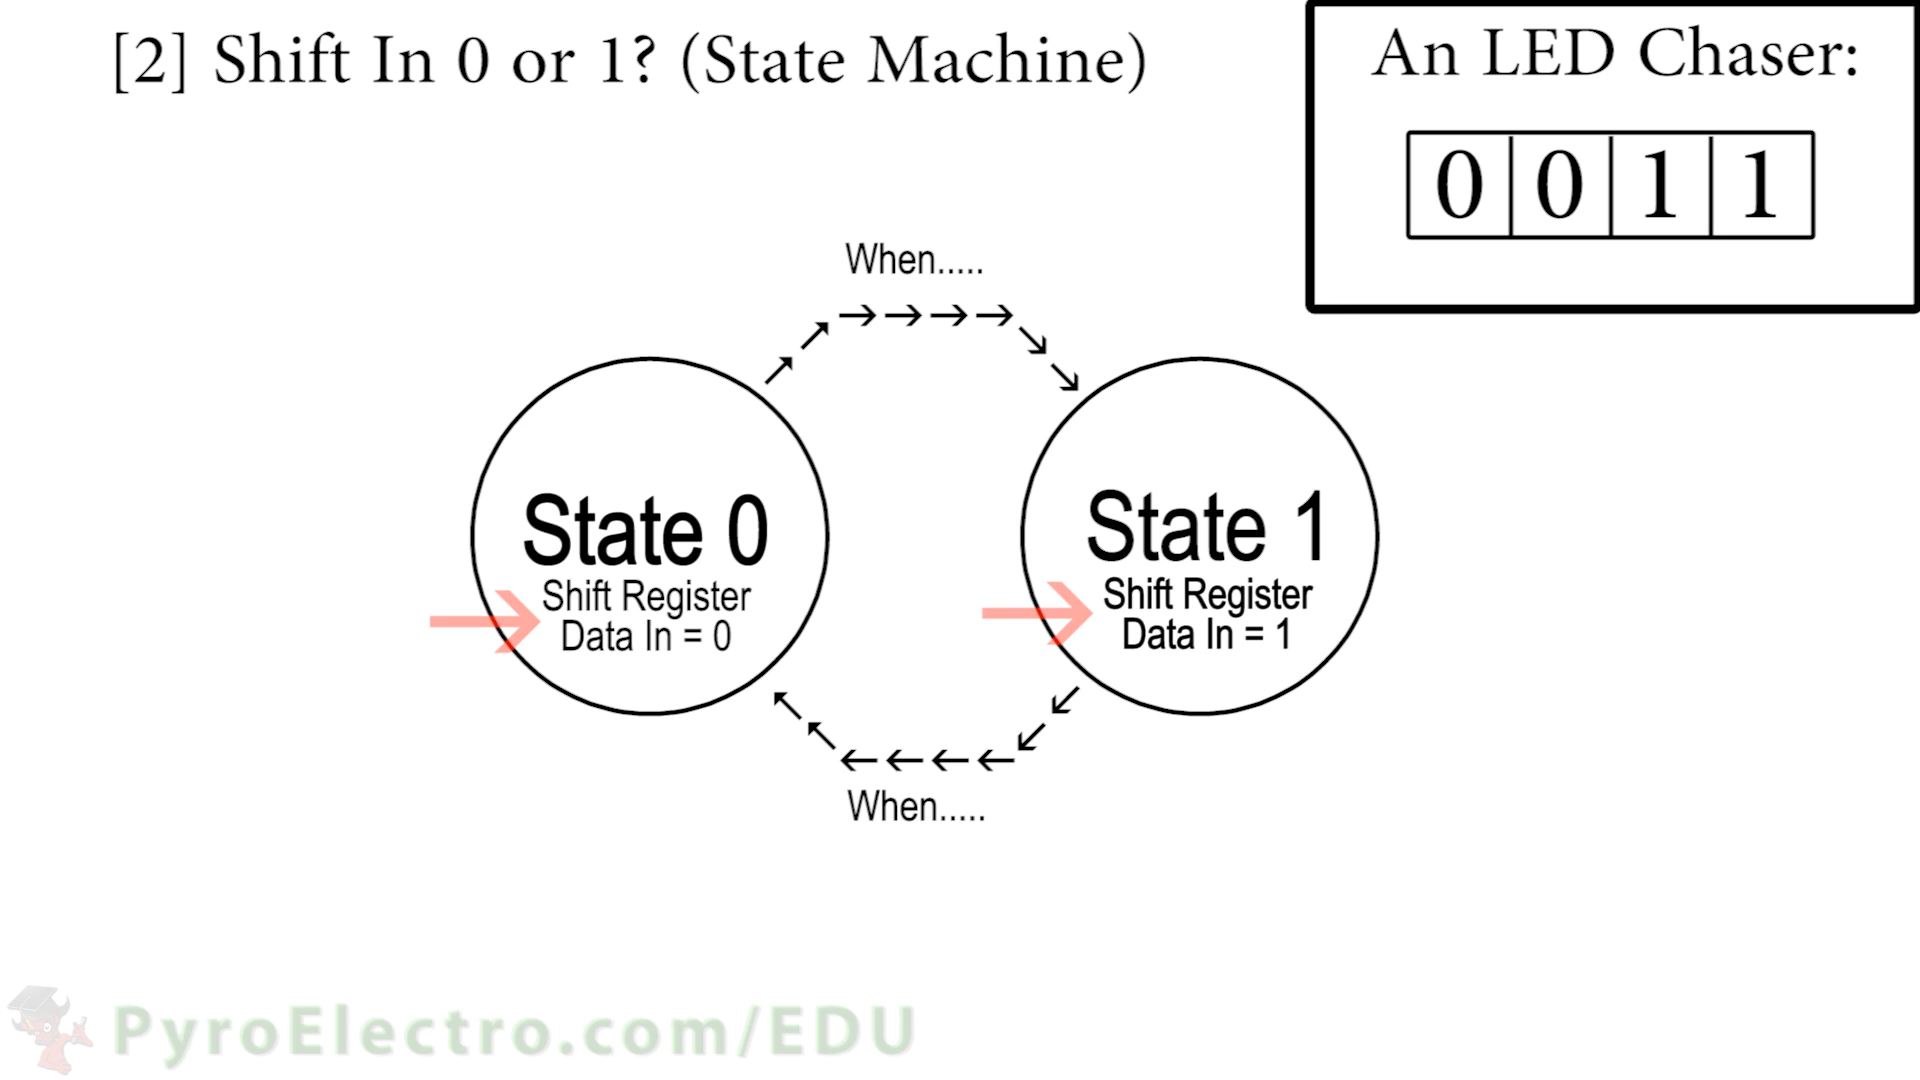 [2] Shift In 0 or 1? (State Machine)
An LED Chaser:
0 0 1 1
When.....
State 0
Shift Register
Data In = 0
State 1
Shift Register
Data In = 1
When.....
PyroElectro.com/EDU